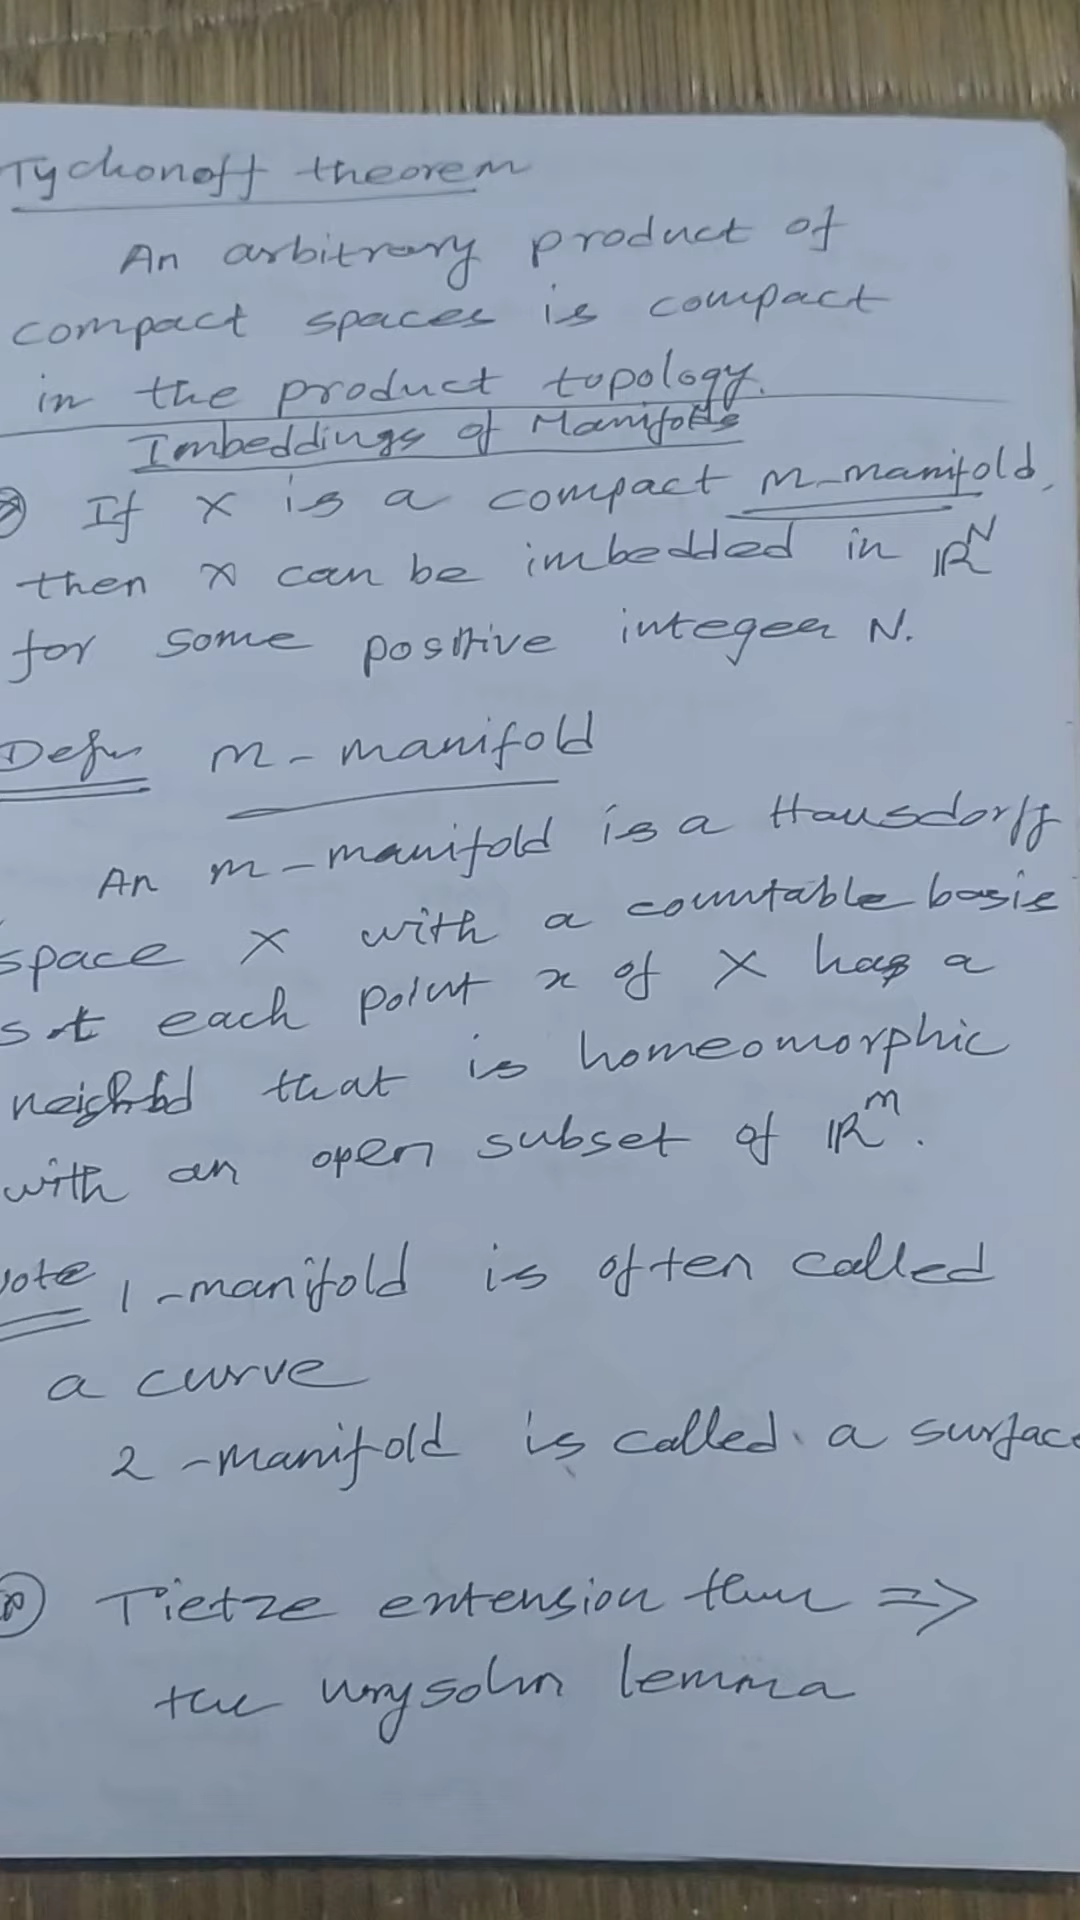 Tychonoff theorem
An arbitrary product of
compact spaces is compact
in the product topology.
Imbeddings of Manifolds
If X is a compact m-manifold,
then X can be imbedded in ℝᴺ
for some positive integer N.
Defn m-manifold
An m-manifold is a Hausdorff
space X with a countable basis
s.t each point x of X has a
neighbd that is homeomorphic
with an open subset of ℝᵐ.
Note 1-manifold is often called
a curve
2-manifold is called a surface
Tietze extension thm ⇒
the Urysohn lemma